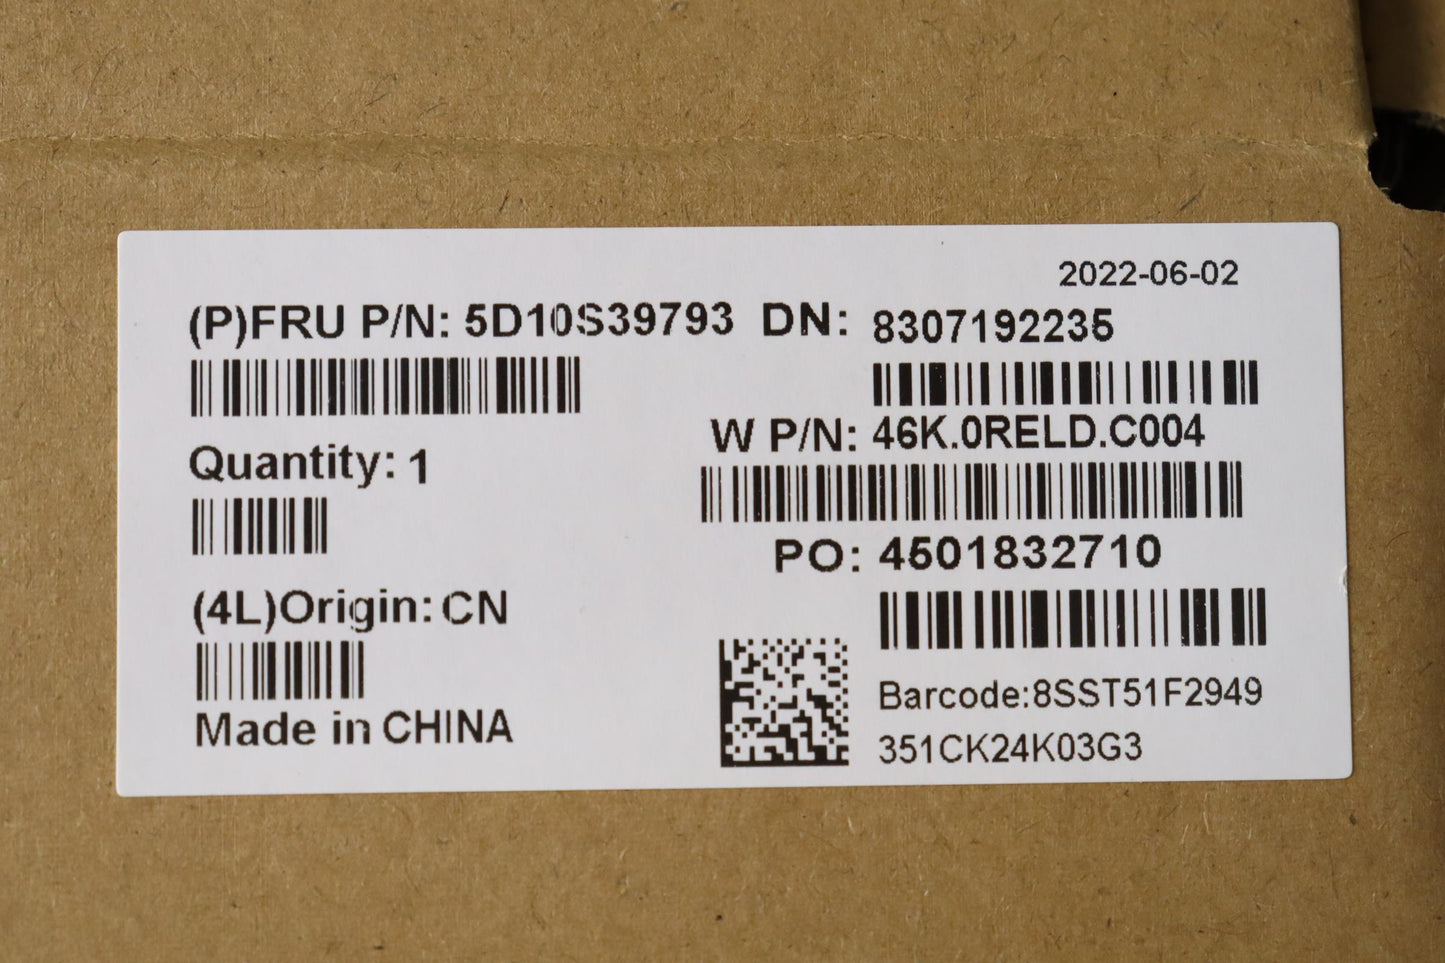 2022-06-02
(P)FRU P/N: 5D10S39793 DN: 8307192235
W P/N: 46K.0RELD.C004
Quantity: 1
PO: 4501832710
(4L)Origin: CN
Barcode:8SST51F2949
Made in CHINA
351CK24K03G3